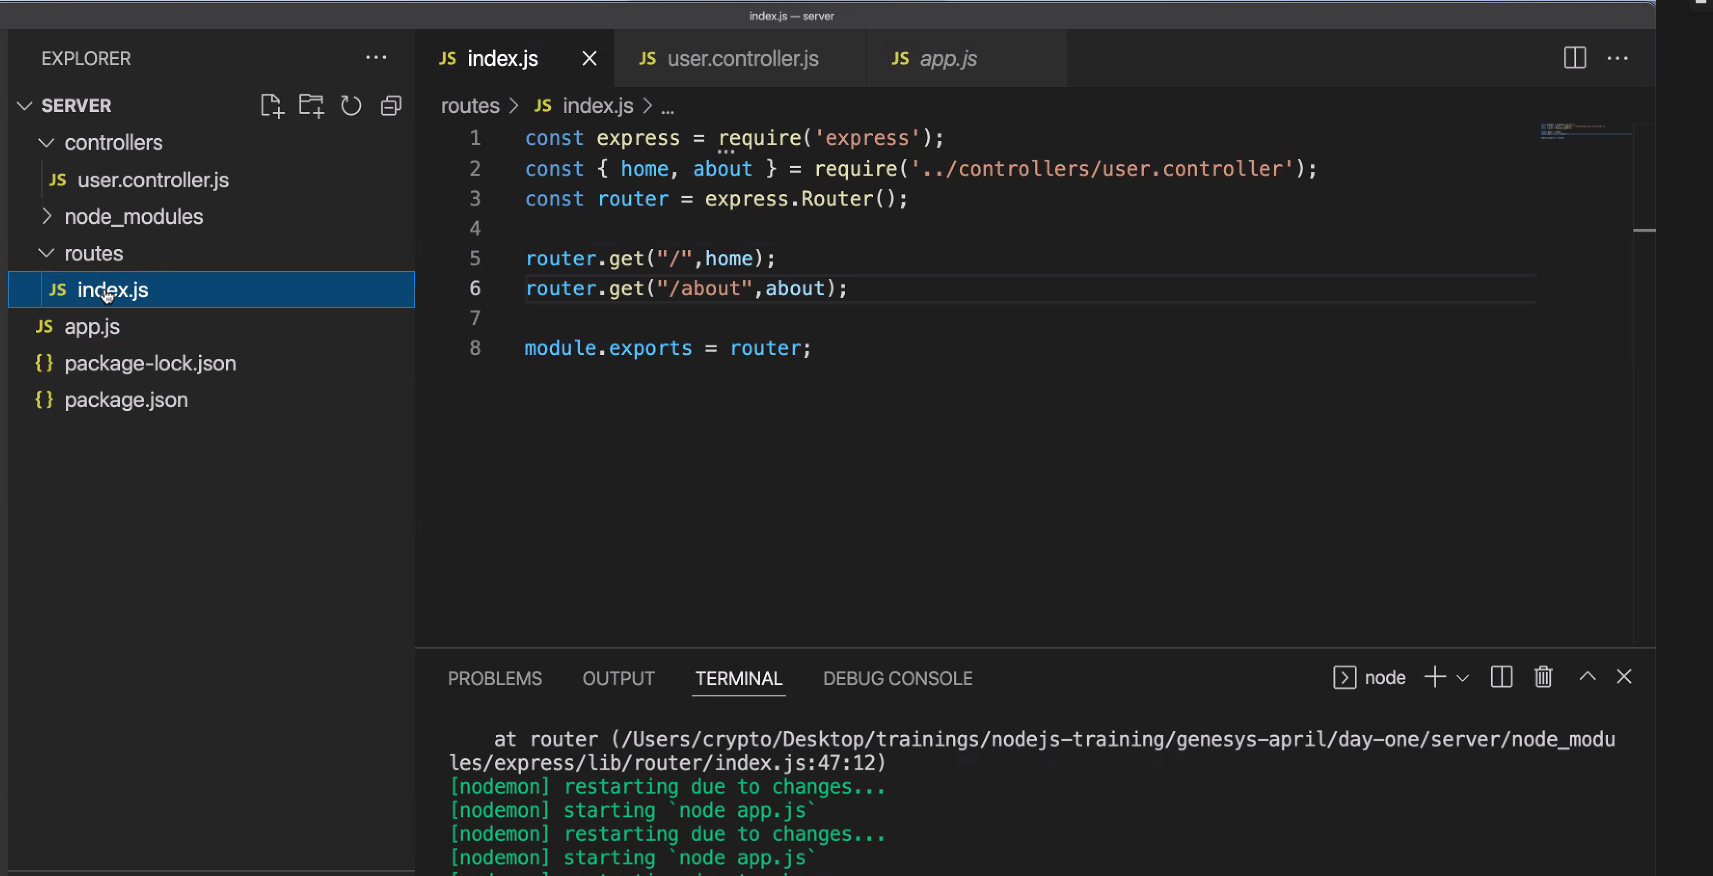 index.js — server
EXPLORER
SERVER
controllers
JS user.controller.js
node_modules
routes
JS index.js
JS app.js
{} package-lock.json
{} package.json
JS index.js
JS user.controller.js
JS app.js
routes > JS index.js > ...
1 const express = require('express');
2 const { home, about } = require('../controllers/user.controller');
3 const router = express.Router();
4
5 router.get("/",home);
6 router.get("/about",about);
7
8 module.exports = router;
PROBLEMS OUTPUT TERMINAL DEBUG CONSOLE
node
at router (/Users/crypto/Desktop/trainings/nodejs-training/genesys-april/day-one/server/node_modu
les/express/lib/router/index.js:47:12)
[nodemon] restarting due to changes...
[nodemon] starting `node app.js`
[nodemon] restarting due to changes...
[nodemon] starting `node app.js`